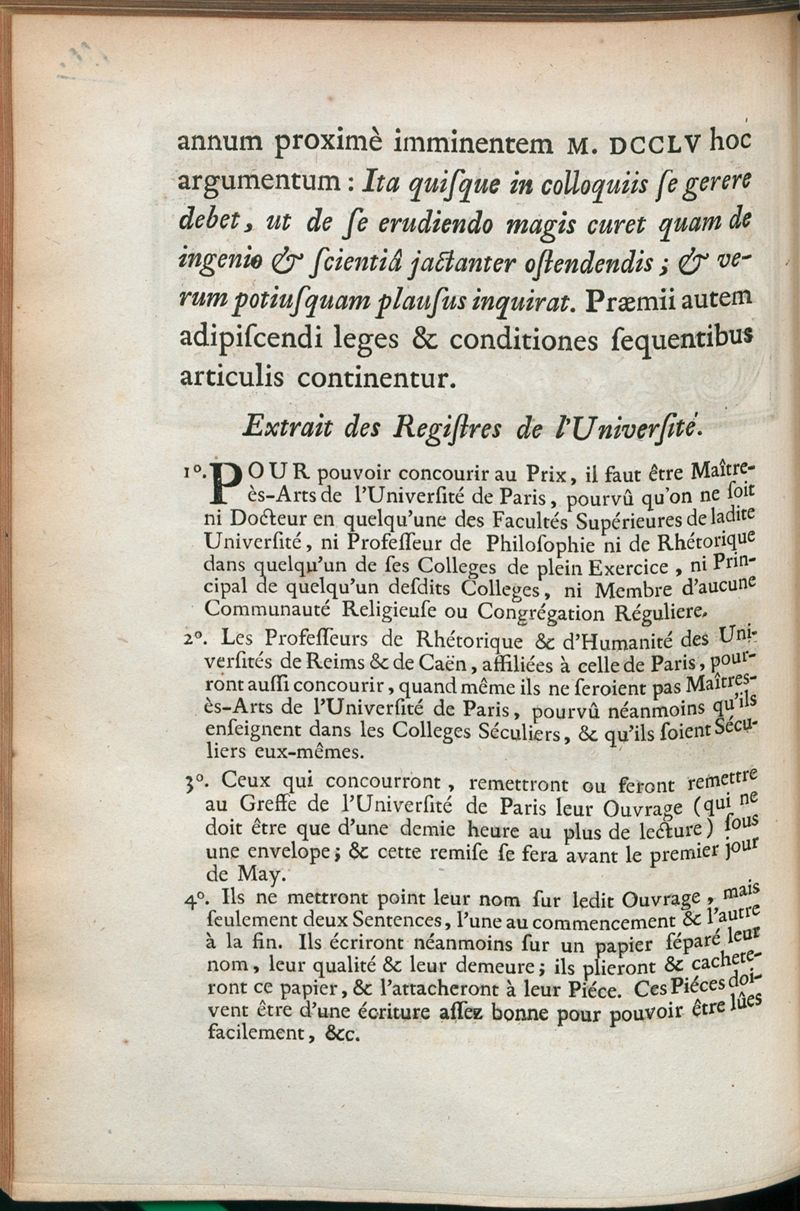 annum proximè imminentem M. DCCLV hoc
argumentum : Ita quiſque in colloquiis ſe gerere
debet, ut de ſe erudiendo magis curet quam de
ingenio & ſcientiâ jactanter oſtendendis ; & ve-
rum potiuſquam plauſus inquirat. Præmii autem
adipiſcendi leges & conditiones ſequentibus
articulis continentur.
Extrait des Regiſtres de l'Univerſité.
1°. POUR pouvoir concourir au Prix, il faut être Maître-
ès-Arts de l'Univerſité de Paris, pourvû qu'on ne ſoit
ni Docteur en quelqu'une des Facultés Supérieures de ladite
Univerſité, ni Profeſſeur de Philoſophie ni de Rhétorique
dans quelqu'un de ſes Colleges de plein Exercice , ni Prin-
cipal de quelqu'un deſdits Colleges, ni Membre d'aucune
Communauté Religieuſe ou Congrégation Réguliere.
2°. Les Profeſſeurs de Rhétorique & d'Humanité des Uni-
verſités de Reims & de Caën, affiliées à celle de Paris, pour-
ront auſſi concourir, quand même ils ne ſeroient pas Maîtres-
ès-Arts de l'Univerſité de Paris, pourvû néanmoins qu'ils
enſeignent dans les Colleges Séculiers, & qu'ils ſoient Sécu-
liers eux-mêmes.
3°. Ceux qui concourront, remettront ou feront remettre
au Greffe de l'Univerſité de Paris leur Ouvrage (qui ne
doit être que d'une demie heure au plus de lecture) ſous
une envelope; & cette remiſe ſe fera avant le premier jour
de May.
4°. Ils ne mettront point leur nom ſur ledit Ouvrage, mais
ſeulement deux Sentences, l'une au commencement & l'autre
à la fin. Ils écriront néanmoins ſur un papier ſéparé leur
nom, leur qualité & leur demeure; ils plieront & cachete-
ront ce papier, & l'attacheront à leur Piéce. Ces Piéces doi-
vent être d'une écriture aſſez bonne pour pouvoir être lûes
facilement, &c.